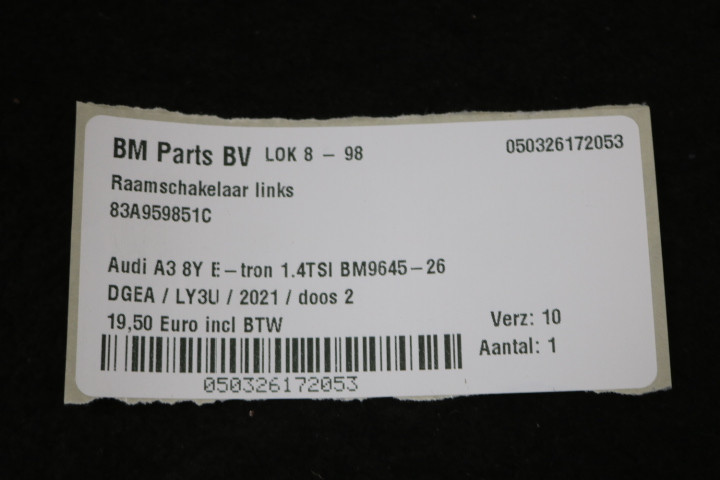 BM Parts BV LOK 8 - 98 050326172053
Raamschakelaar links
83A959851C
Audi A3 8Y E-tron 1.4TSI BM9645-26
DGEA / LY3U / 2021 / doos 2
19,50 Euro incl BTW Verz: 10
Aantal: 1
050326172053